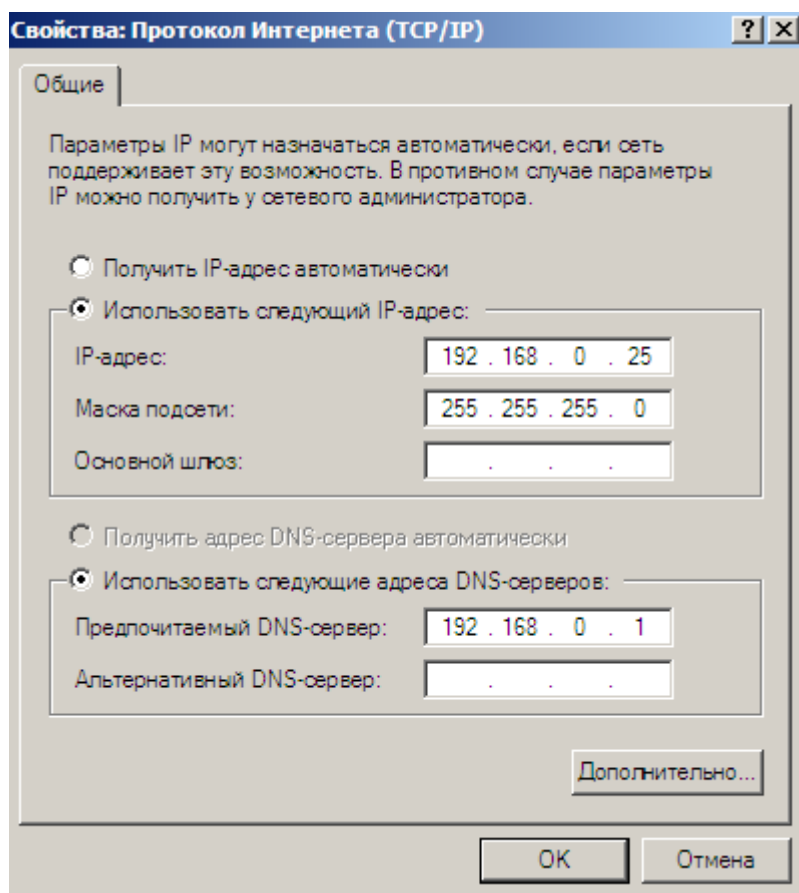 Свойства: Протокол Интернета (TCP/IP)
Общие
Параметры IP могут назначаться автоматически, если сеть
поддерживает эту возможность. В противном случае параметры
IP можно получить у сетевого администратора.
Получить IP-адрес автоматически
Использовать следующий IP-адрес:
IP-адрес: 192 . 168 . 0 . 25
Маска подсети: 255 . 255 . 255 . 0
Основной шлюз: . . .
Получить адрес DNS-сервера автоматически
Использовать следующие адреса DNS-серверов:
Предпочитаемый DNS-сервер: 192 . 168 . 0 . 1
Альтернативный DNS-сервер: . . .
Дополнительно...
OK Отмена